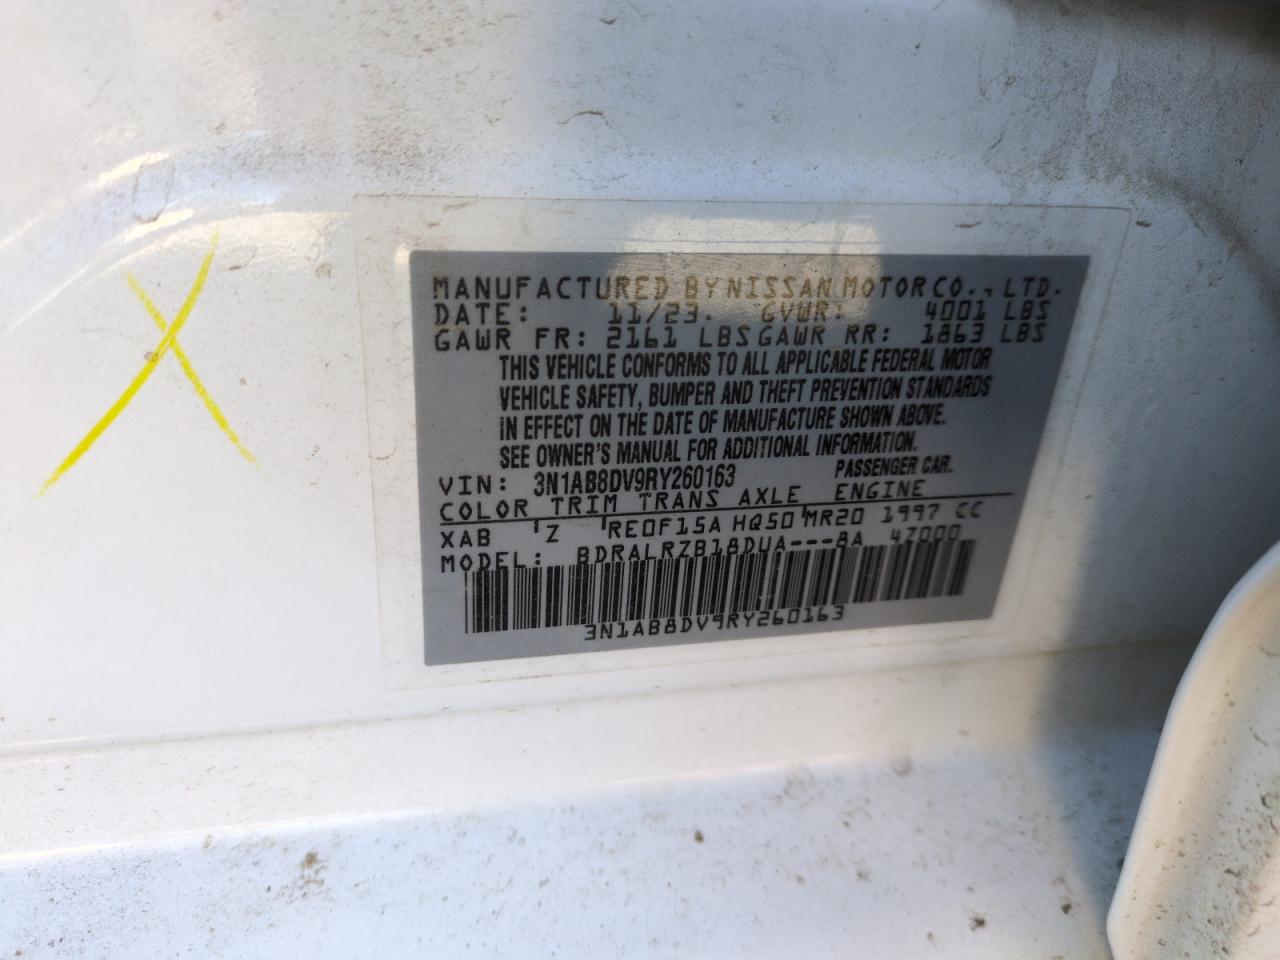 MANUFACTURED BY NISSAN MOTOR CO., LTD.
DATE: 11/23. GVWR: 4001 LBS
GAWR FR: 2161 LBS GAWR RR: 1863 LBS
THIS VEHICLE CONFORMS TO ALL APPLICABLE FEDERAL MOTOR
VEHICLE SAFETY, BUMPER AND THEFT PREVENTION STANDARDS
IN EFFECT ON THE DATE OF MANUFACTURE SHOWN ABOVE.
SEE OWNER'S MANUAL FOR ADDITIONAL INFORMATION.
VIN: 3N1AB8DV9RY260163 PASSENGER CAR.
COLOR TRIM TRANS AXLE ENGINE
XAB Z RE0F15A HQ50 MR20 1997 CC
MODEL: BDRALRZB18DUA---8A 4Z000
3N1AB8DV9RY260163